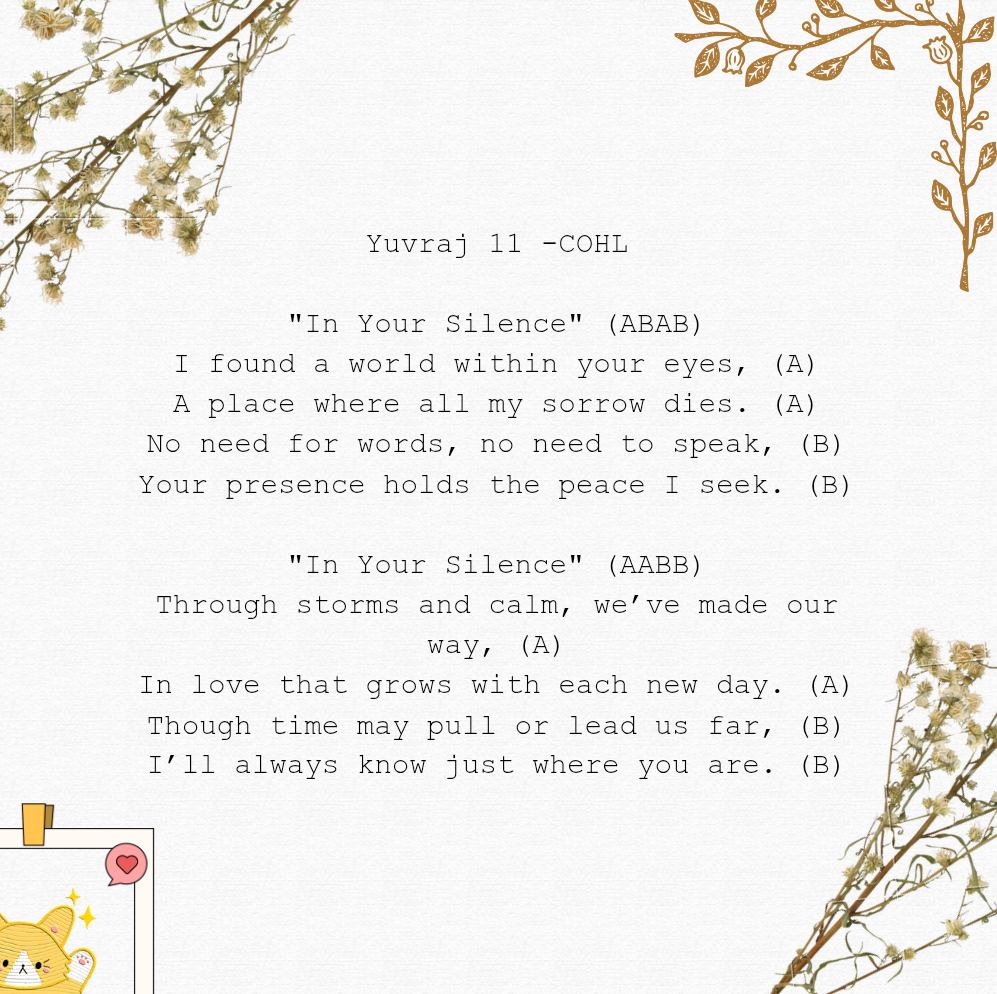 Yuvraj 11 -COHL
"In Your Silence" (ABAB)
I found a world within your eyes, (A)
A place where all my sorrow dies. (A)
No need for words, no need to speak, (B)
Your presence holds the peace I seek. (B)
"In Your Silence" (AABB)
Through storms and calm, we’ve made our
way, (A)
In love that grows with each new day. (A)
Though time may pull or lead us far, (B)
I’ll always know just where you are. (B)